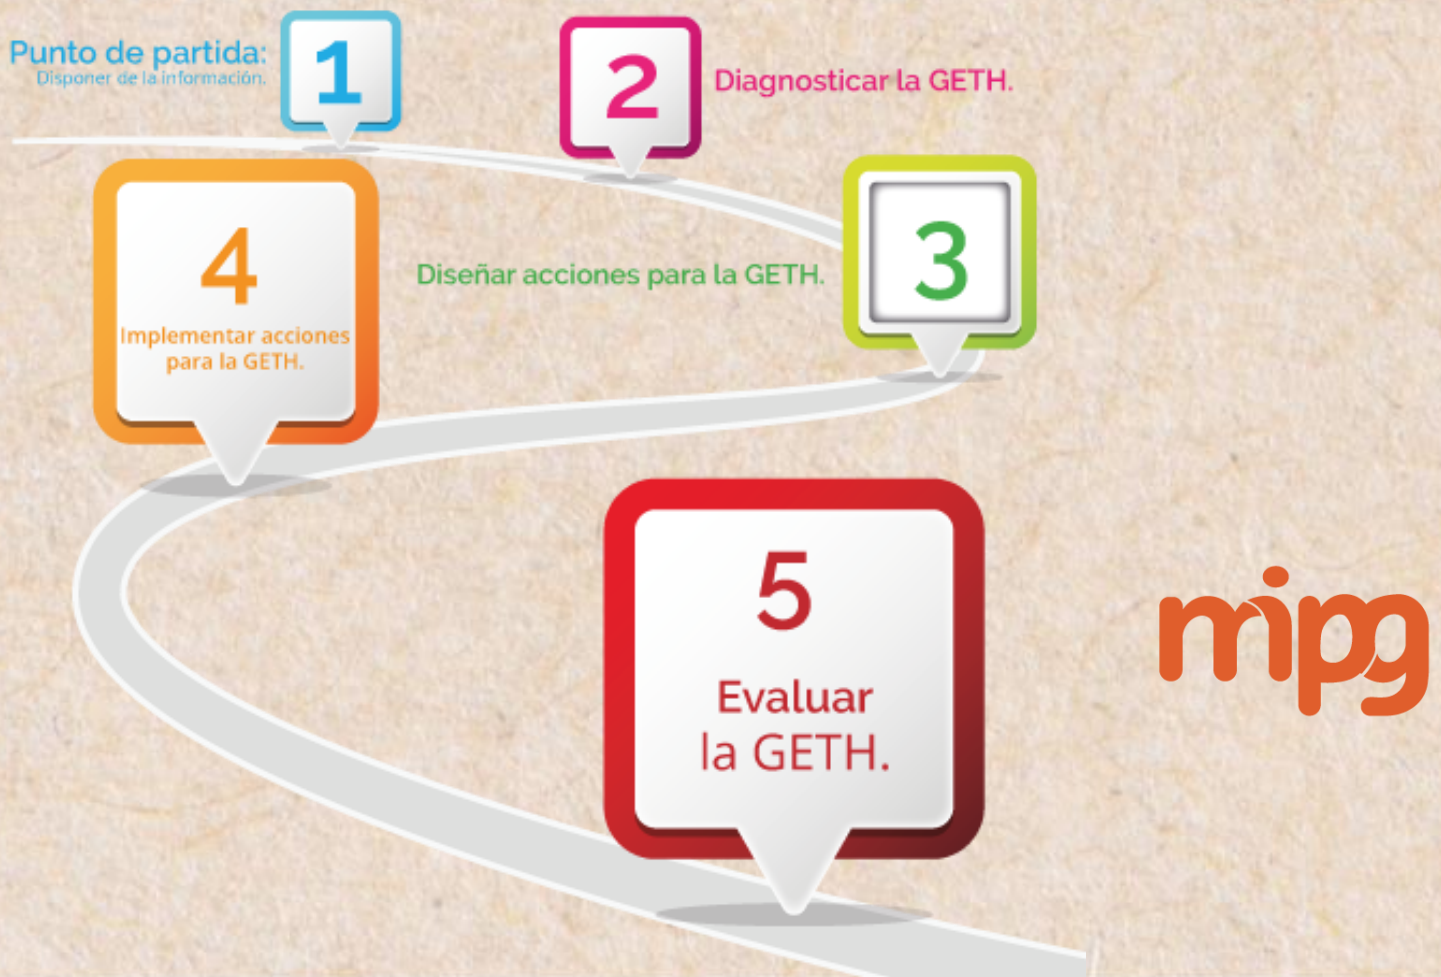 Punto de partida:
Disponer de la información.
1
2
Diagnosticar la GETH.
3
Diseñar acciones para la GETH.
4
Implementar acciones
para la GETH.
5
Evaluar
la GETH.
mipg